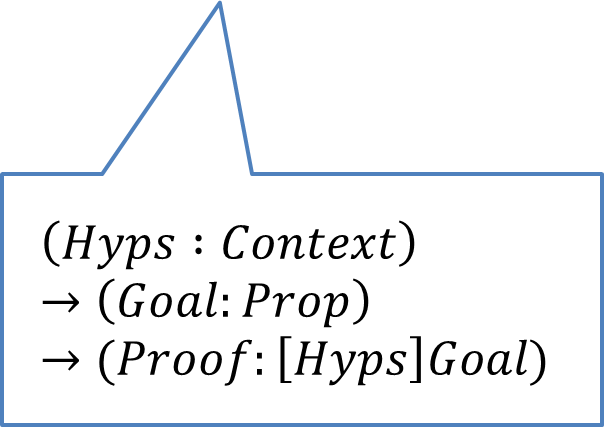 (Hyps : Context)
→ (Goal: Prop)
→ (Proof: [Hyps]Goal)